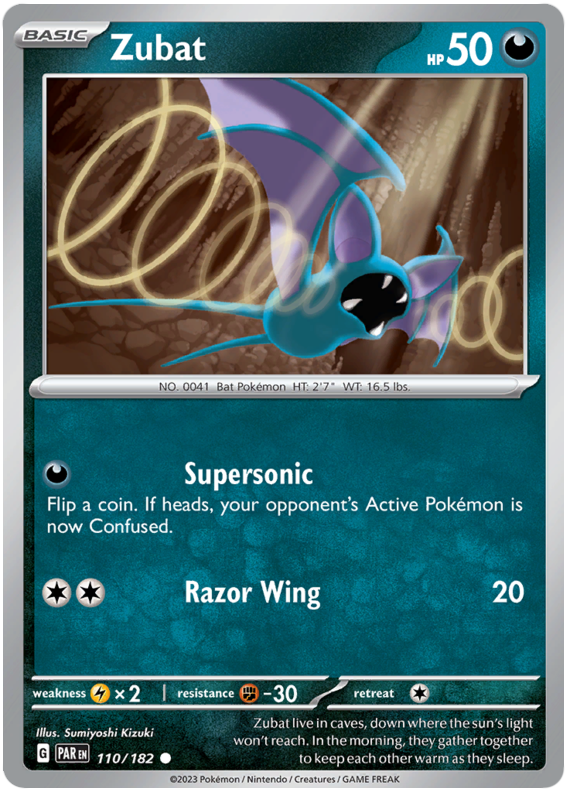 BASIC
Zubat
HP 50
NO. 0041 Bat Pokémon HT: 2'7" WT: 16.5 lbs.
Supersonic
Flip a coin. If heads, your opponent's Active Pokémon is
now Confused.
Razor Wing 20
weakness ×2 resistance -30 retreat
Illus. Sumiyoshi Kizuki
G PAR EN 110/182
Zubat live in caves, down where the sun's light
won't reach. In the morning, they gather together
to keep each other warm as they sleep.
©2023 Pokémon / Nintendo / Creatures / GAME FREAK